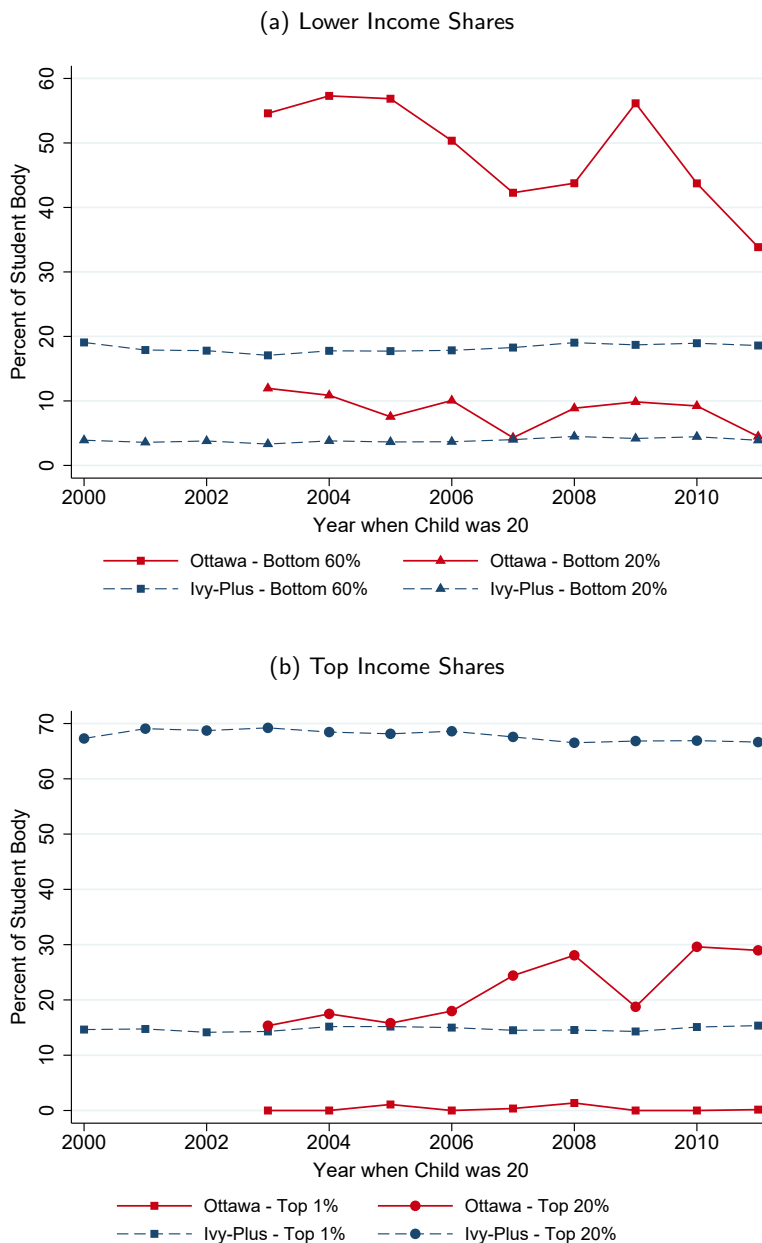 (a) Lower Income Shares
Percent of Student Body
60
50
40
30
20
10
0
2000 2002 2004 2006 2008 2010
Year when Child was 20
Ottawa - Bottom 60% Ottawa - Bottom 20%
Ivy-Plus - Bottom 60% Ivy-Plus - Bottom 20%
(b) Top Income Shares
Percent of Student Body
70
60
50
40
30
20
10
0
2000 2002 2004 2006 2008 2010
Year when Child was 20
Ottawa - Top 1% Ottawa - Top 20%
Ivy-Plus - Top 1% Ivy-Plus - Top 20%